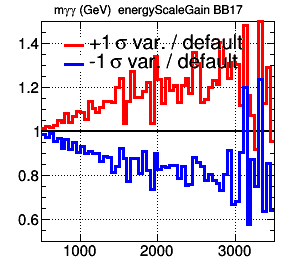 mγγ (GeV) energyScaleGain BB17
+1 σ var. / default
-1 σ var. / default
1.4
1.2
1
0.8
0.6
1000 2000 3000